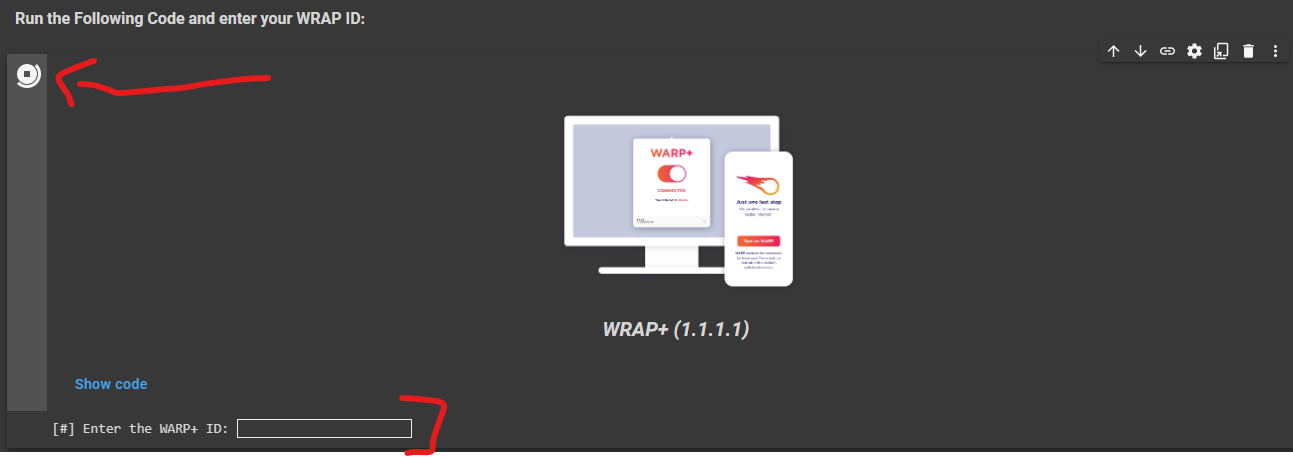 Run the Following Code and enter your WRAP ID:
WARP+
CONNECTED
Just one last step
Turn on WARP
WRAP+ (1.1.1.1)
Show code
[#] Enter the WARP+ ID: